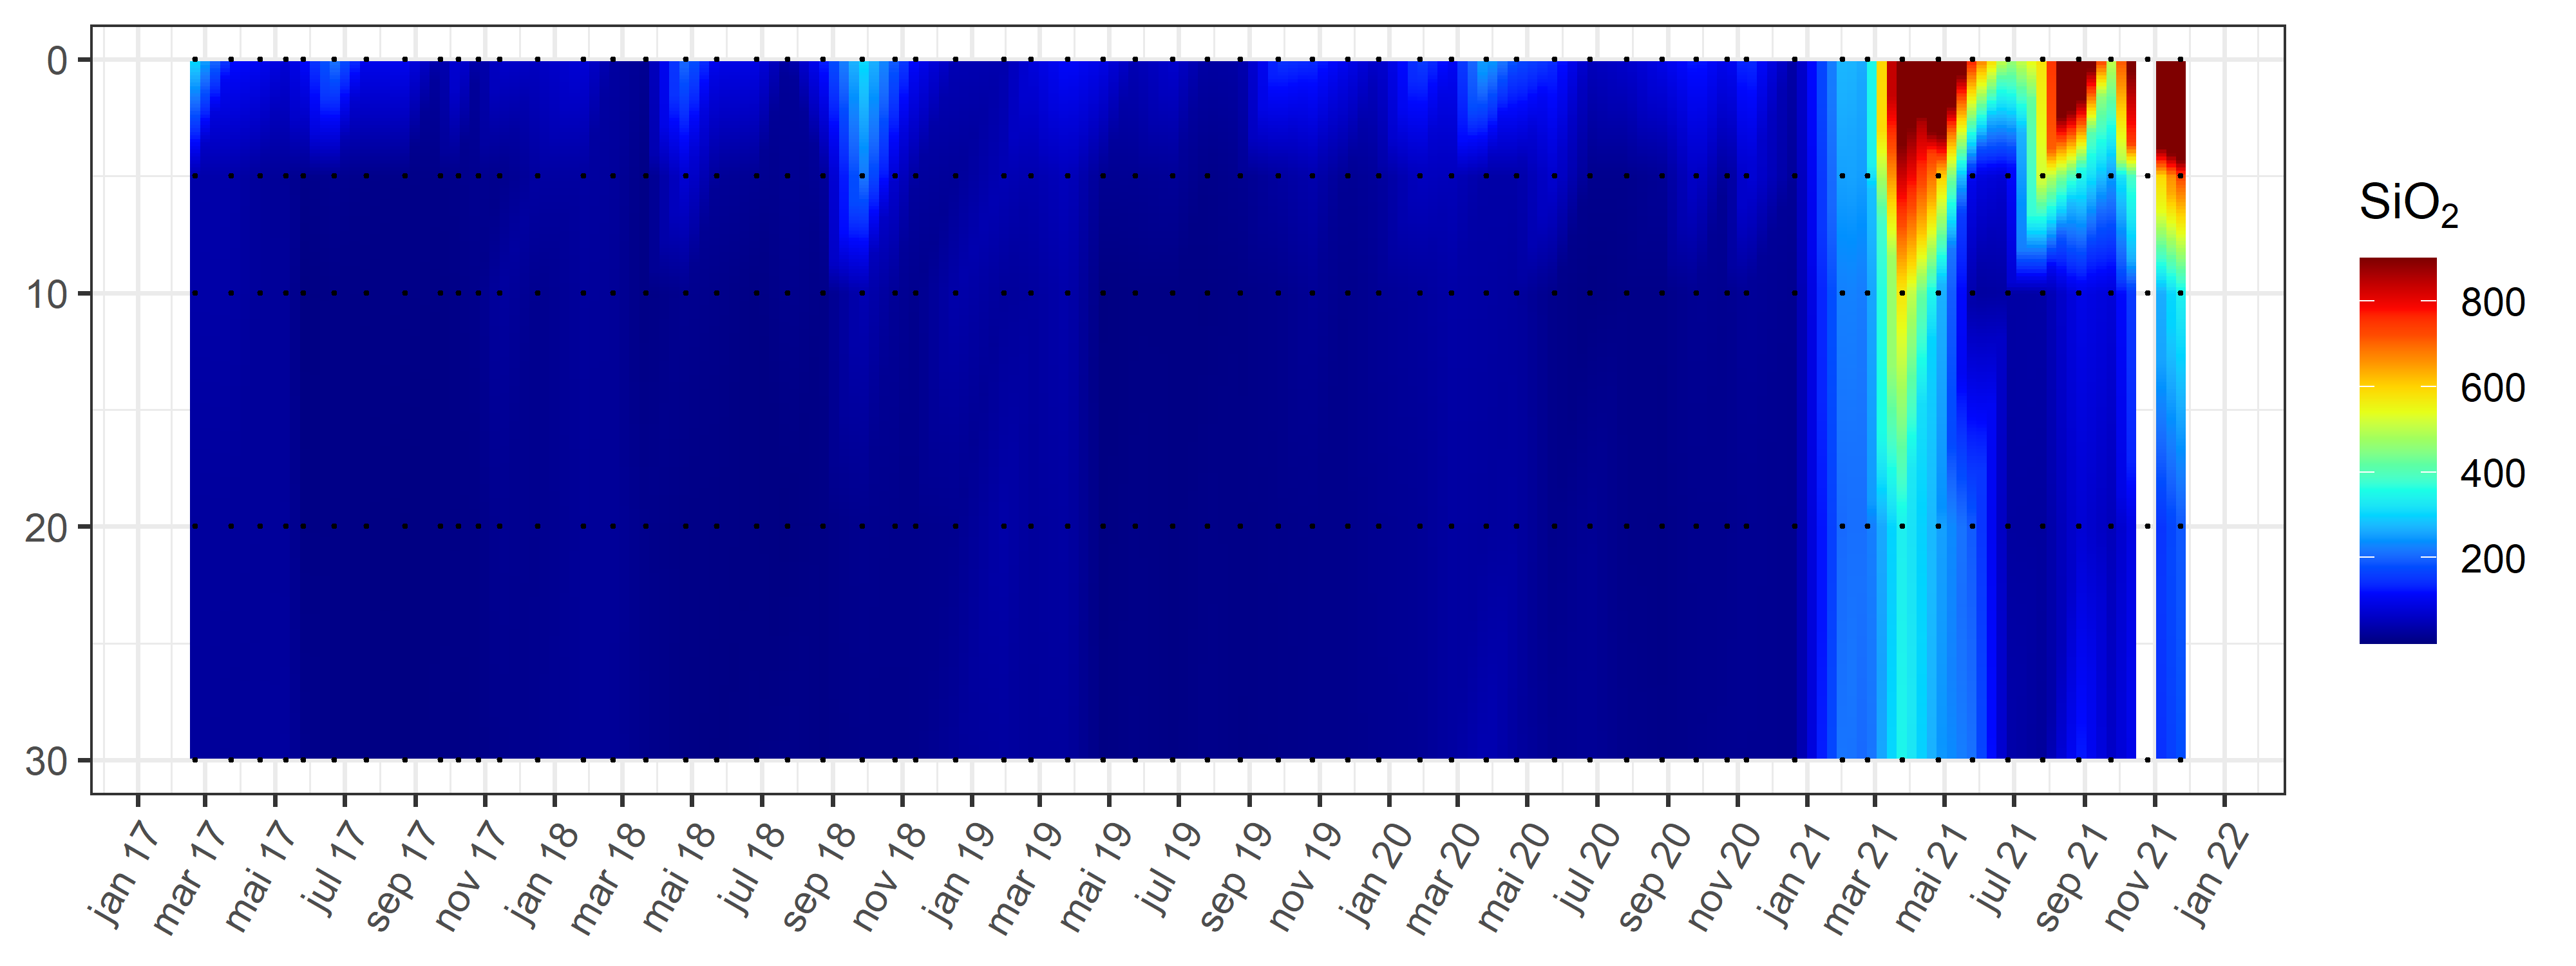 0
10
20
30
jan 17
mar 17
mai 17
jul 17
sep 17
nov 17
jan 18
mar 18
mai 18
jul 18
sep 18
nov 18
jan 19
mar 19
mai 19
jul 19
sep 19
nov 19
jan 20
mar 20
mai 20
jul 20
sep 20
nov 20
jan 21
mar 21
mai 21
jul 21
sep 21
nov 21
jan 22
SiO₂
800
600
400
200